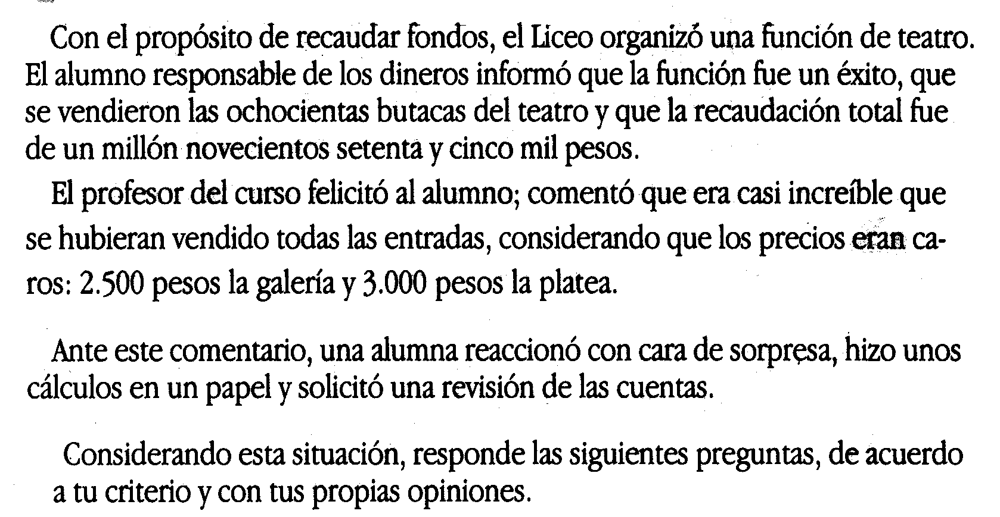 Con el propósito de recaudar fondos, el Liceo organizó una función de teatro.
El alumno responsable de los dineros informó que la función fue un éxito, que
se vendieron las ochocientas butacas del teatro y que la recaudación total fue
de un millón novecientos setenta y cinco mil pesos.
El profesor del curso felicitó al alumno; comentó que era casi increíble que
se hubieran vendido todas las entradas, considerando que los precios eran ca-
ros: 2.500 pesos la galería y 3.000 pesos la platea.
Ante este comentario, una alumna reaccionó con cara de sorpresa, hizo unos
cálculos en un papel y solicitó una revisión de las cuentas.
Considerando esta situación, responde las siguientes preguntas, de acuerdo
a tu criterio y con tus propias opiniones.